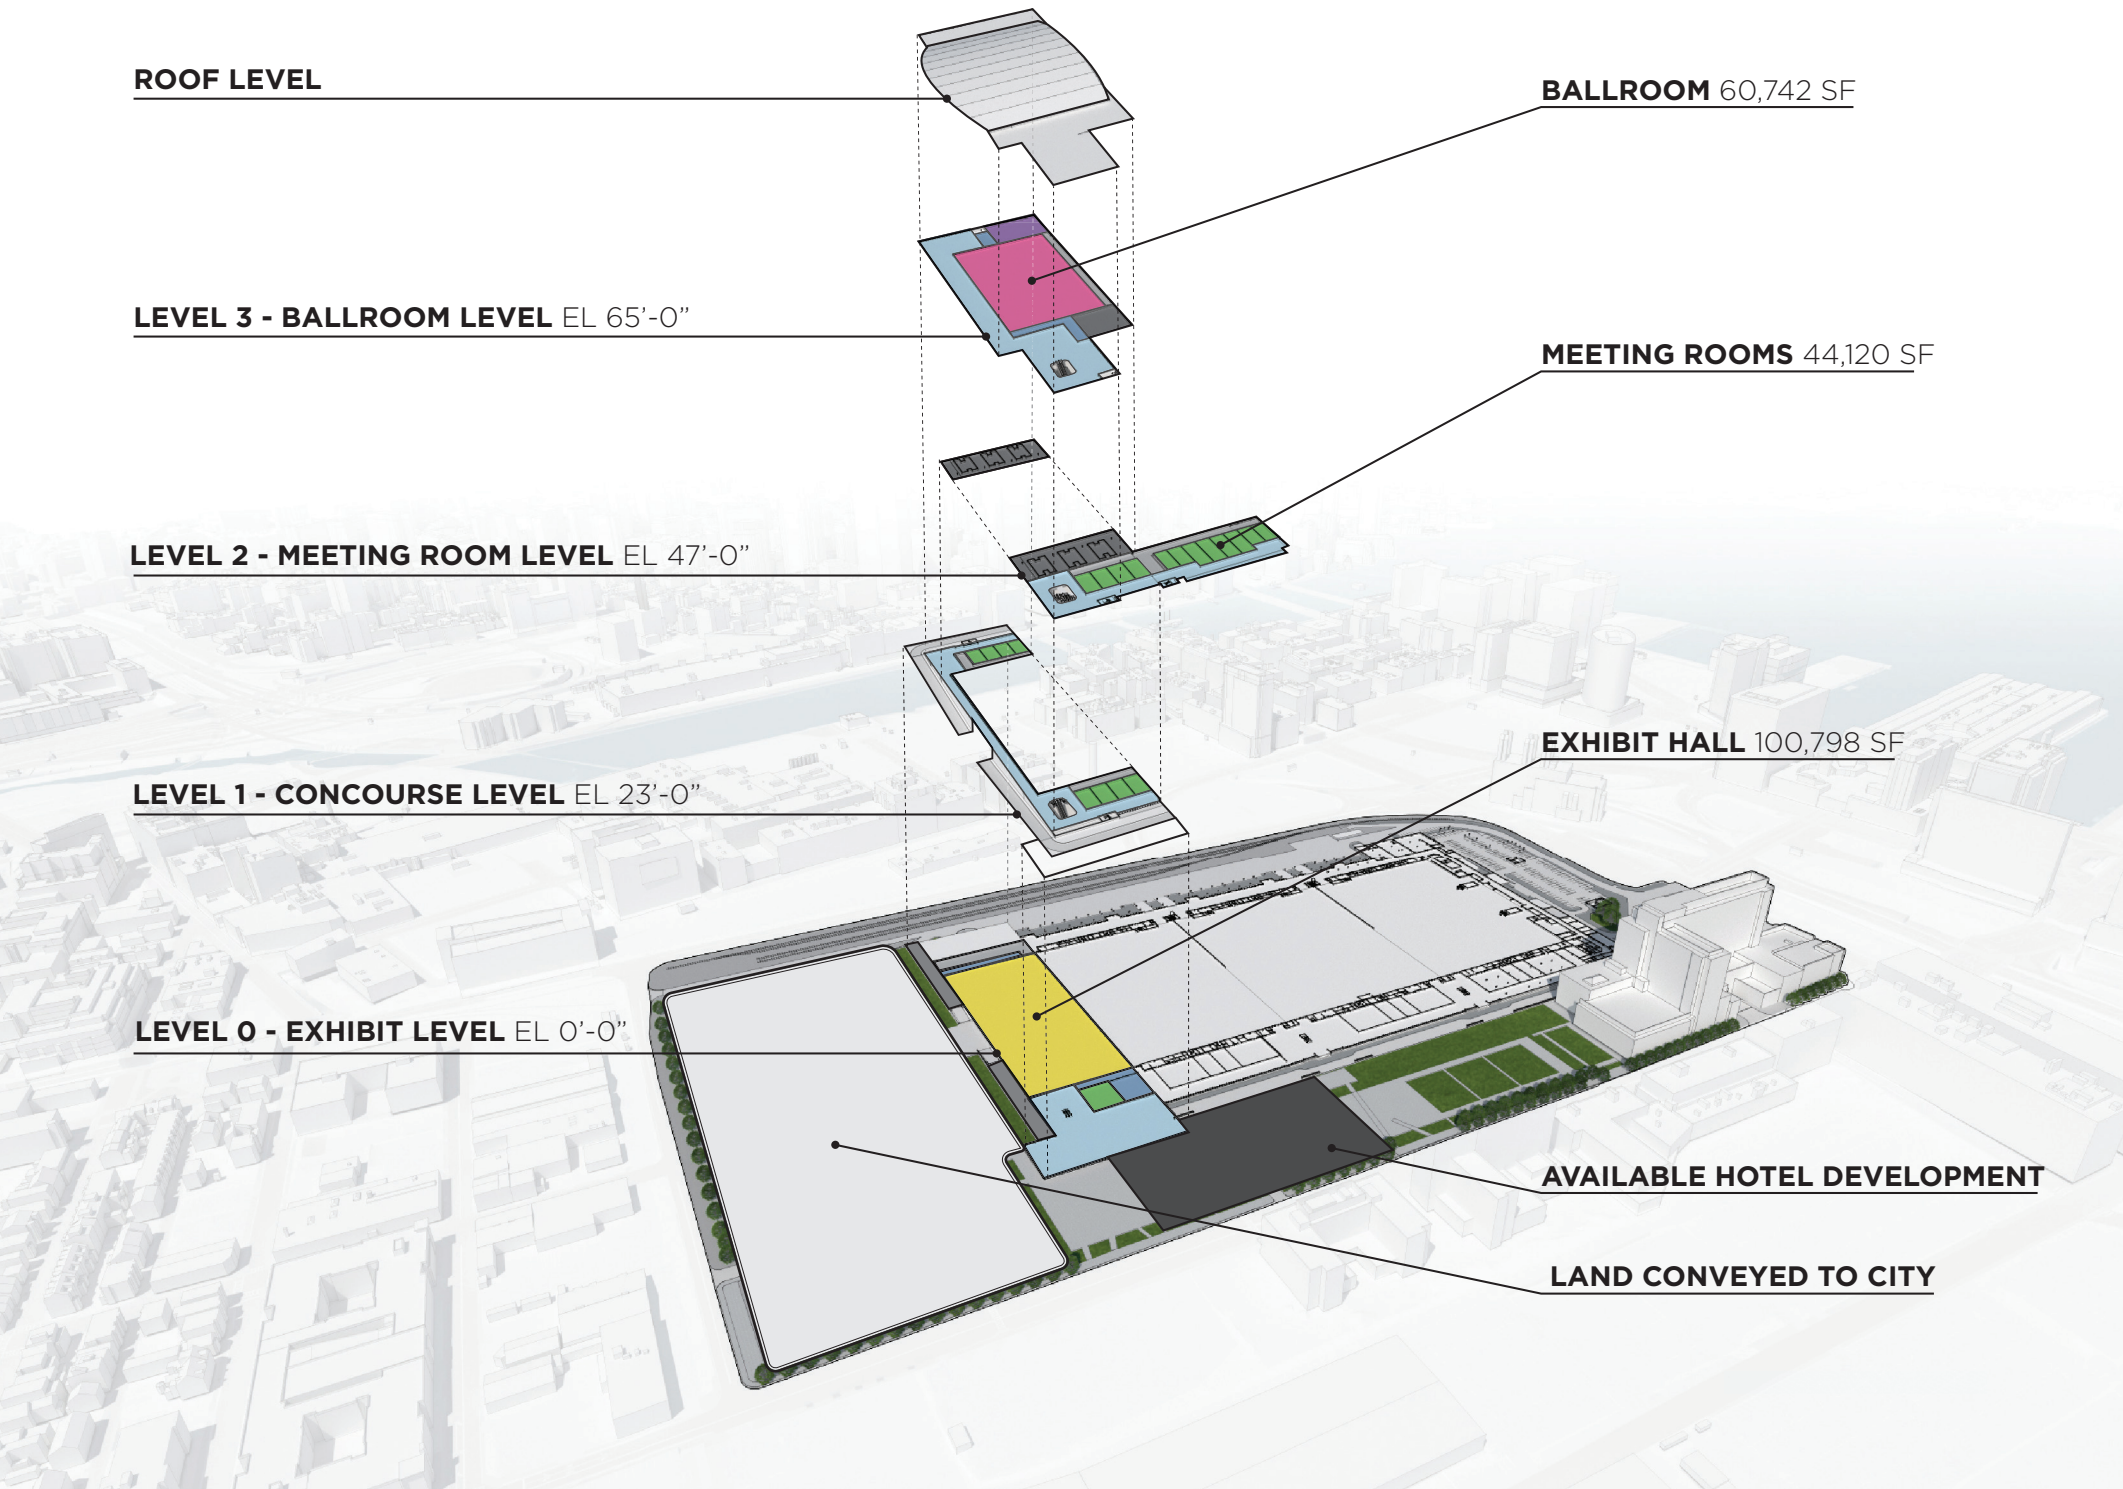 ROOF LEVEL
BALLROOM 60,742 SF
LEVEL 3 - BALLROOM LEVEL EL 65'-0”
MEETING ROOMS 44,120 SF
LEVEL 2 - MEETING ROOM LEVEL EL 47'-0”
EXHIBIT HALL 100,798 SF
LEVEL 1 - CONCOURSE LEVEL EL 23'-0”
LEVEL 0 - EXHIBIT LEVEL EL 0'-0”
AVAILABLE HOTEL DEVELOPMENT
LAND CONVEYED TO CITY